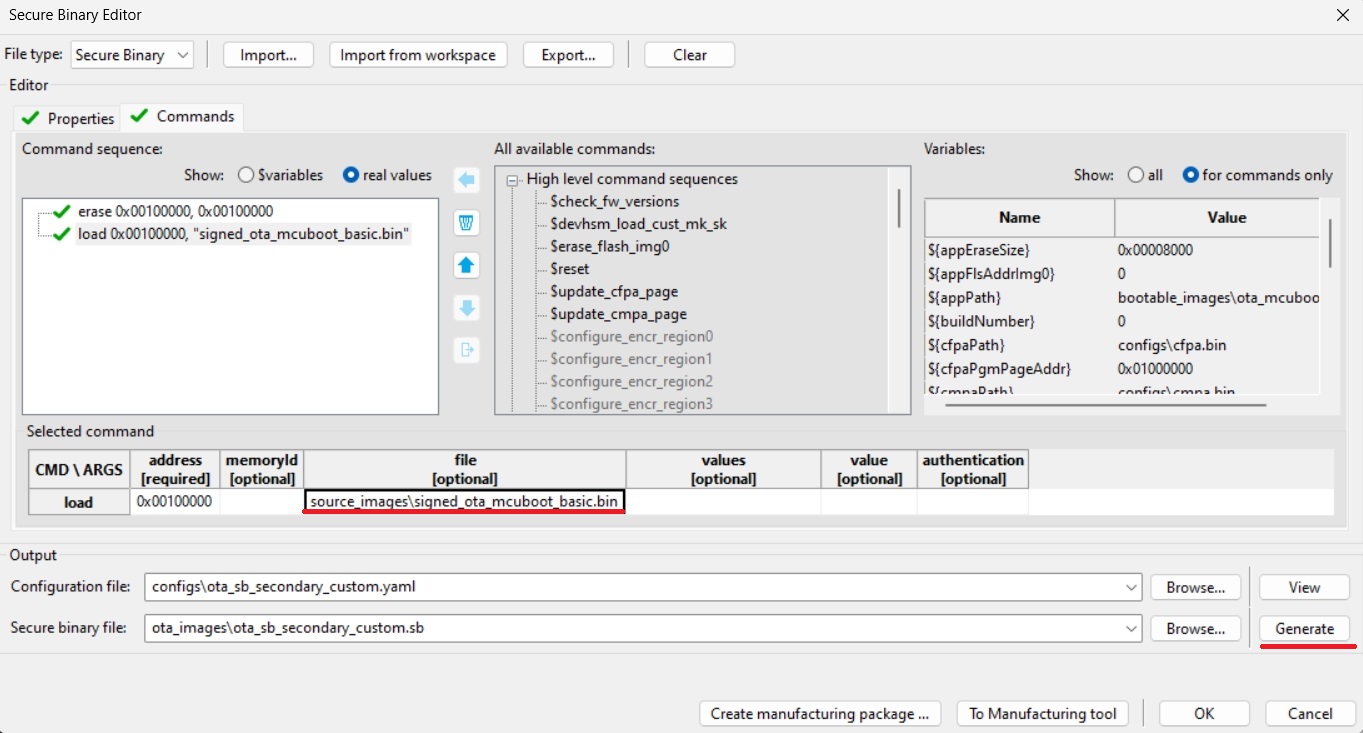 Secure Binary Editor
File type: Secure Binary Import... Import from workspace Export... Clear
Editor
Properties Commands
Command sequence:
Show: $variables real values
erase 0x00100000, 0x00100000
load 0x00100000, "signed_ota_mcuboot_basic.bin"
All available commands:
High level command sequences
$check_fw_versions
$devhsm_load_cust_mk_sk
$erase_flash_img0
$reset
$update_cfpa_page
$update_cmpa_page
$configure_encr_region0
$configure_encr_region1
$configure_encr_region2
$configure_encr_region3
Variables:
Show: all for commands only
Name Value
${appEraseSize} 0x00008000
${appFlsAddrImg0} 0
${appPath} bootable_images\ota_mcuboo
${buildNumber} 0
${cfpaPath} configs\cfpa.bin
${cfpaPgmPageAddr} 0x01000000
${cmpaPath} configs\cmpa.bin
Selected command
CMD \ ARGS address [required] memoryId [optional] file [optional] values [optional] value [optional] authentication [optional]
load 0x00100000 source_images\signed_ota_mcuboot_basic.bin
Output
Configuration file: configs\ota_sb_secondary_custom.yaml Browse... View
Secure binary file: ota_images\ota_sb_secondary_custom.sb Browse... Generate
Create manufacturing package ... To Manufacturing tool OK Cancel